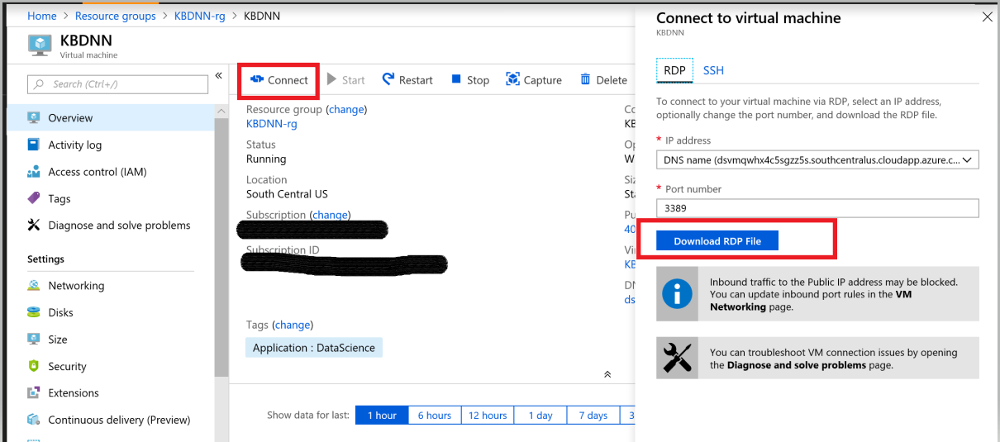 Home > Resource groups > KBDNN-rg > KBDNN
KBDNN
Virtual machine
Search (Ctrl+/)
«
Overview
Activity log
Access control (IAM)
Tags
Diagnose and solve problems
Settings
Networking
Disks
Size
Security
Extensions
Continuous delivery (Preview)
Connect
Start
Restart
Stop
Capture
Delete
Resource group (change)
KBDNN-rg
Status
Running
Location
South Central US
Subscription (change)
Subscription ID
Tags (change)
Application : DataScience
Show data for last:
1 hour
6 hours
12 hours
1 day
7 days
3
Co
KB
Op
W
Siz
Sta
Pu
40
Vir
KB
DN
ds
Connect to virtual machine
KBDNN
RDP
SSH
To connect to your virtual machine via RDP, select an IP address,
optionally change the port number, and download the RDP file.
* IP address
DNS name (dsvmqwhx4c5sgzz5s.southcentralus.cloudapp.azure.c...
* Port number
3389
Download RDP File
Inbound traffic to the Public IP address may be blocked.
You can update inbound port rules in the VM
Networking page.
You can troubleshoot VM connection issues by opening
the Diagnose and solve problems page.